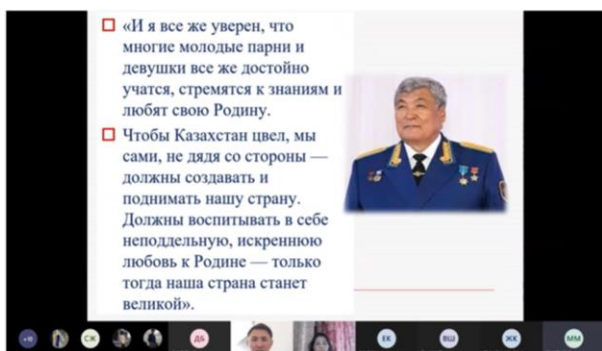 «И я все же уверен, что
многие молодые парни и
девушки все же достойно
учатся, стремятся к знаниям и
любят свою Родину.
Чтобы Казахстан цвел, мы
сами, не дядя со стороны —
должны создавать и
поднимать нашу страну.
Должны воспитывать в себе
неподдельную, искреннюю
любовь к Родине — только
тогда наша страна станет
великой».
+10 СЖ ДБ ЕК ВШ ЖК ММ